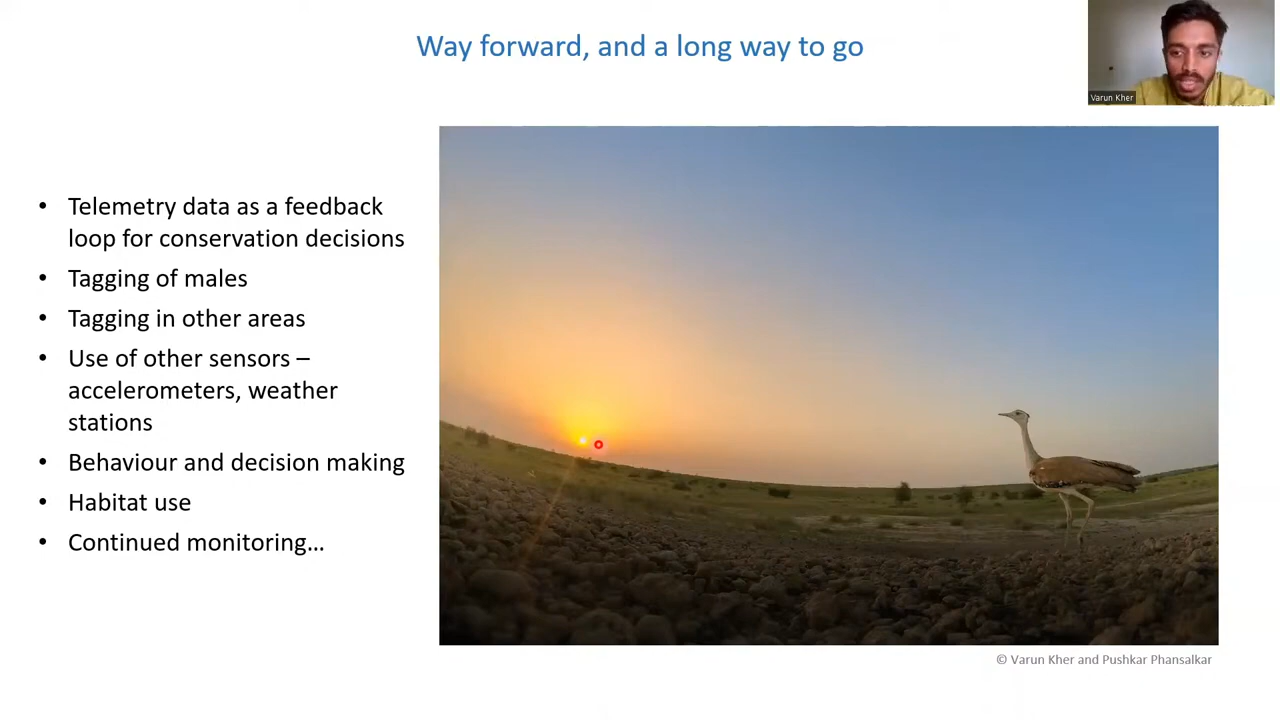 Way forward, and a long way to go
Varun Kher
• Telemetry data as a feedback
loop for conservation decisions
• Tagging of males
• Tagging in other areas
• Use of other sensors –
accelerometers, weather
stations
• Behaviour and decision making
• Habitat use
• Continued monitoring…
© Varun Kher and Pushkar Phansalkar